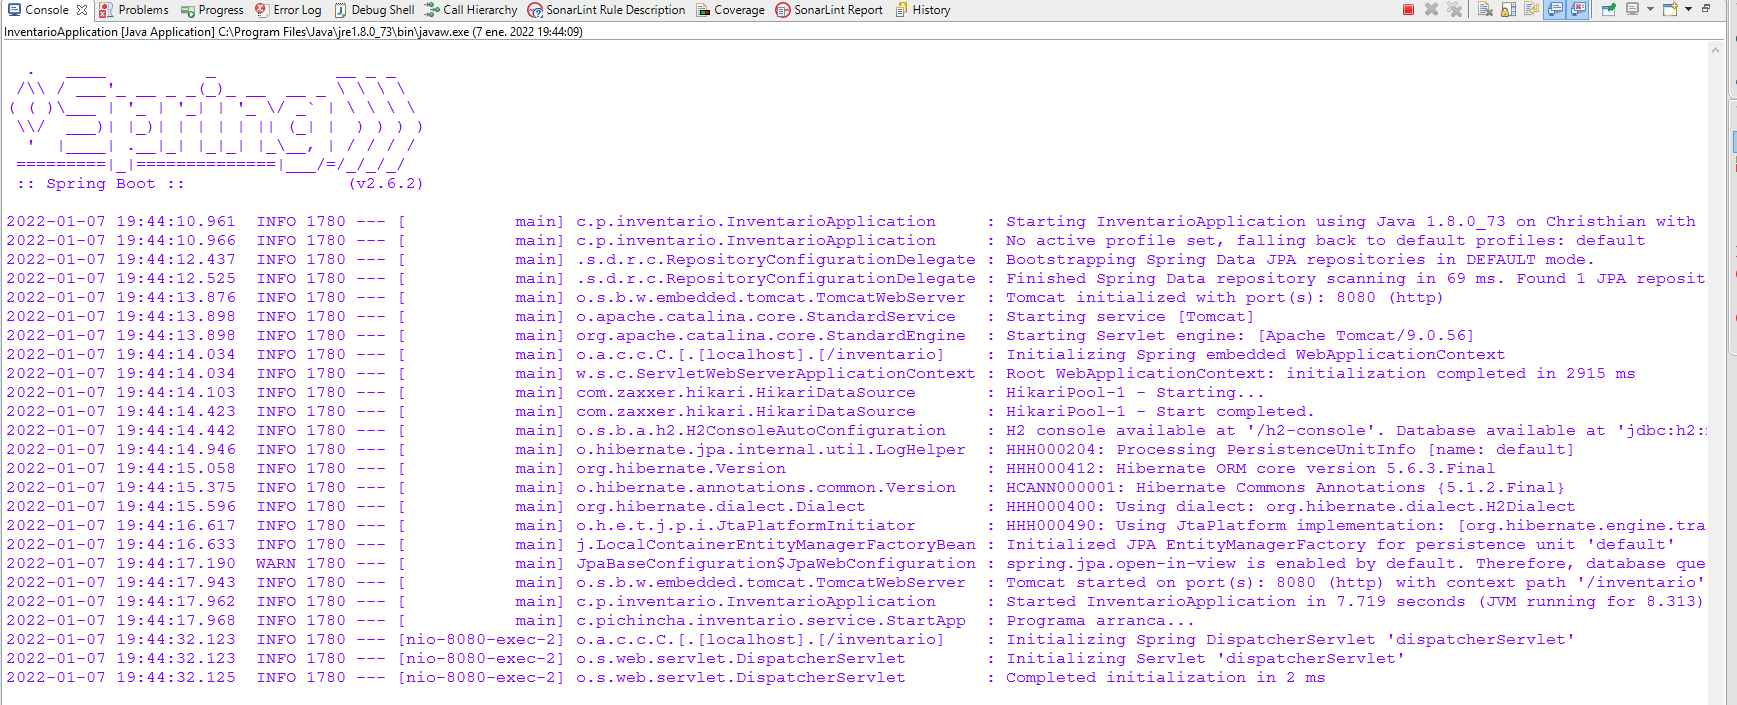 Console Problems Progress Error Log Debug Shell Call Hierarchy SonarLint Rule Description Coverage SonarLint Report History
InventarioApplication [Java Application] C:\Program Files\Java\jre1.8.0_73\bin\javaw.exe (7 ene. 2022 19:44:09)
  .   ____          _            __ _ _
 /\\ / ___'_ __ _ _(_)_ __  __ _ \ \ \ \
( ( )\___ | '_ | '_| | '_ \/ _` | \ \ \ \
 \\/  ___)| |_)| | | | | || (_| |  ) ) ) )
  '  |____| .__|_| |_|_| |_\__, | / / / /
 =========|_|==============|___/=/_/_/_/
 :: Spring Boot ::                (v2.6.2)
2022-01-07 19:44:10.961  INFO 1780 --- [           main] c.p.inventario.InventarioApplication     : Starting InventarioApplication using Java 1.8.0_73 on Christhian with
2022-01-07 19:44:10.966  INFO 1780 --- [           main] c.p.inventario.InventarioApplication     : No active profile set, falling back to default profiles: default
2022-01-07 19:44:12.437  INFO 1780 --- [           main] .s.d.r.c.RepositoryConfigurationDelegate : Bootstrapping Spring Data JPA repositories in DEFAULT mode.
2022-01-07 19:44:12.525  INFO 1780 --- [           main] .s.d.r.c.RepositoryConfigurationDelegate : Finished Spring Data repository scanning in 69 ms. Found 1 JPA reposit
2022-01-07 19:44:13.876  INFO 1780 --- [           main] o.s.b.w.embedded.tomcat.TomcatWebServer  : Tomcat initialized with port(s): 8080 (http)
2022-01-07 19:44:13.898  INFO 1780 --- [           main] o.apache.catalina.core.StandardService   : Starting service [Tomcat]
2022-01-07 19:44:13.898  INFO 1780 --- [           main] org.apache.catalina.core.StandardEngine  : Starting Servlet engine: [Apache Tomcat/9.0.56]
2022-01-07 19:44:14.034  INFO 1780 --- [           main] o.a.c.c.C.[.[localhost].[/inventario]    : Initializing Spring embedded WebApplicationContext
2022-01-07 19:44:14.034  INFO 1780 --- [           main] w.s.c.ServletWebServerApplicationContext : Root WebApplicationContext: initialization completed in 2915 ms
2022-01-07 19:44:14.103  INFO 1780 --- [           main] com.zaxxer.hikari.HikariDataSource       : HikariPool-1 - Starting...
2022-01-07 19:44:14.423  INFO 1780 --- [           main] com.zaxxer.hikari.HikariDataSource       : HikariPool-1 - Start completed.
2022-01-07 19:44:14.442  INFO 1780 --- [           main] o.s.b.a.h2.H2ConsoleAutoConfiguration    : H2 console available at '/h2-console'. Database available at 'jdbc:h2:
2022-01-07 19:44:14.946  INFO 1780 --- [           main] o.hibernate.jpa.internal.util.LogHelper  : HHH000204: Processing PersistenceUnitInfo [name: default]
2022-01-07 19:44:15.058  INFO 1780 --- [           main] org.hibernate.Version                    : HHH000412: Hibernate ORM core version 5.6.3.Final
2022-01-07 19:44:15.375  INFO 1780 --- [           main] o.hibernate.annotations.common.Version   : HCANN000001: Hibernate Commons Annotations {5.1.2.Final}
2022-01-07 19:44:15.596  INFO 1780 --- [           main] org.hibernate.dialect.Dialect            : HHH000400: Using dialect: org.hibernate.dialect.H2Dialect
2022-01-07 19:44:16.617  INFO 1780 --- [           main] o.h.e.t.j.p.i.JtaPlatformInitiator       : HHH000490: Using JtaPlatform implementation: [org.hibernate.engine.tra
2022-01-07 19:44:16.633  INFO 1780 --- [           main] j.LocalContainerEntityManagerFactoryBean : Initialized JPA EntityManagerFactory for persistence unit 'default'
2022-01-07 19:44:17.190  WARN 1780 --- [           main] JpaBaseConfiguration$JpaWebConfiguration : spring.jpa.open-in-view is enabled by default. Therefore, database que
2022-01-07 19:44:17.943  INFO 1780 --- [           main] o.s.b.w.embedded.tomcat.TomcatWebServer  : Tomcat started on port(s): 8080 (http) with context path '/inventario'
2022-01-07 19:44:17.962  INFO 1780 --- [           main] c.p.inventario.InventarioApplication     : Started InventarioApplication in 7.719 seconds (JVM running for 8.313)
2022-01-07 19:44:17.968  INFO 1780 --- [           main] c.pichincha.inventario.service.StartApp  : Programa arranca...
2022-01-07 19:44:32.123  INFO 1780 --- [nio-8080-exec-2] o.a.c.c.C.[.[localhost].[/inventario]    : Initializing Spring DispatcherServlet 'dispatcherServlet'
2022-01-07 19:44:32.123  INFO 1780 --- [nio-8080-exec-2] o.s.web.servlet.DispatcherServlet        : Initializing Servlet 'dispatcherServlet'
2022-01-07 19:44:32.125  INFO 1780 --- [nio-8080-exec-2] o.s.web.servlet.DispatcherServlet        : Completed initialization in 2 ms